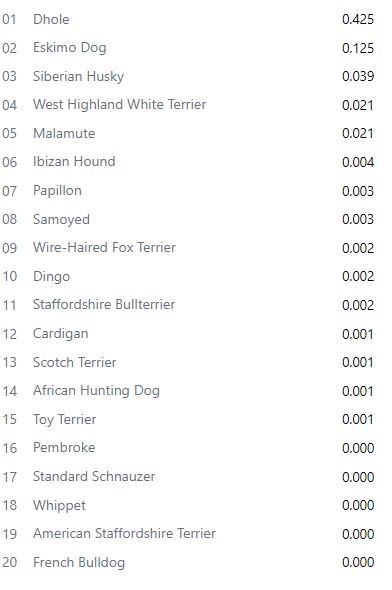 01 Dhole 0.425
02 Eskimo Dog 0.125
03 Siberian Husky 0.039
04 West Highland White Terrier 0.021
05 Malamute 0.021
06 Ibizan Hound 0.004
07 Papillon 0.003
08 Samoyed 0.003
09 Wire-Haired Fox Terrier 0.002
10 Dingo 0.002
11 Staffordshire Bullterrier 0.002
12 Cardigan 0.001
13 Scotch Terrier 0.001
14 African Hunting Dog 0.001
15 Toy Terrier 0.001
16 Pembroke 0.000
17 Standard Schnauzer 0.000
18 Whippet 0.000
19 American Staffordshire Terrier 0.000
20 French Bulldog 0.000